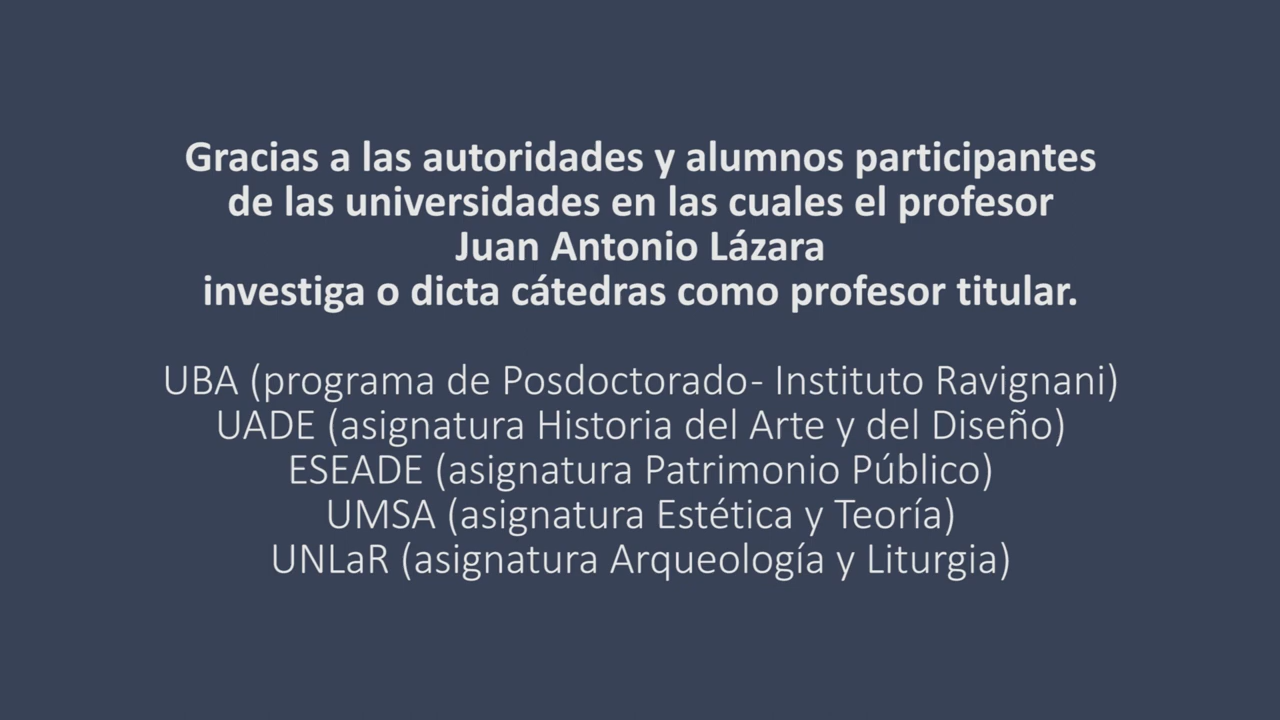 Gracias a las autoridades y alumnos participantes
de las universidades en las cuales el profesor
Juan Antonio Lázara
investiga o dicta cátedras como profesor titular.
UBA (programa de Posdoctorado- Instituto Ravignani)
UADE (asignatura Historia del Arte y del Diseño)
ESEADE (asignatura Patrimonio Público)
UMSA (asignatura Estética y Teoría)
UNLaR (asignatura Arqueología y Liturgia)